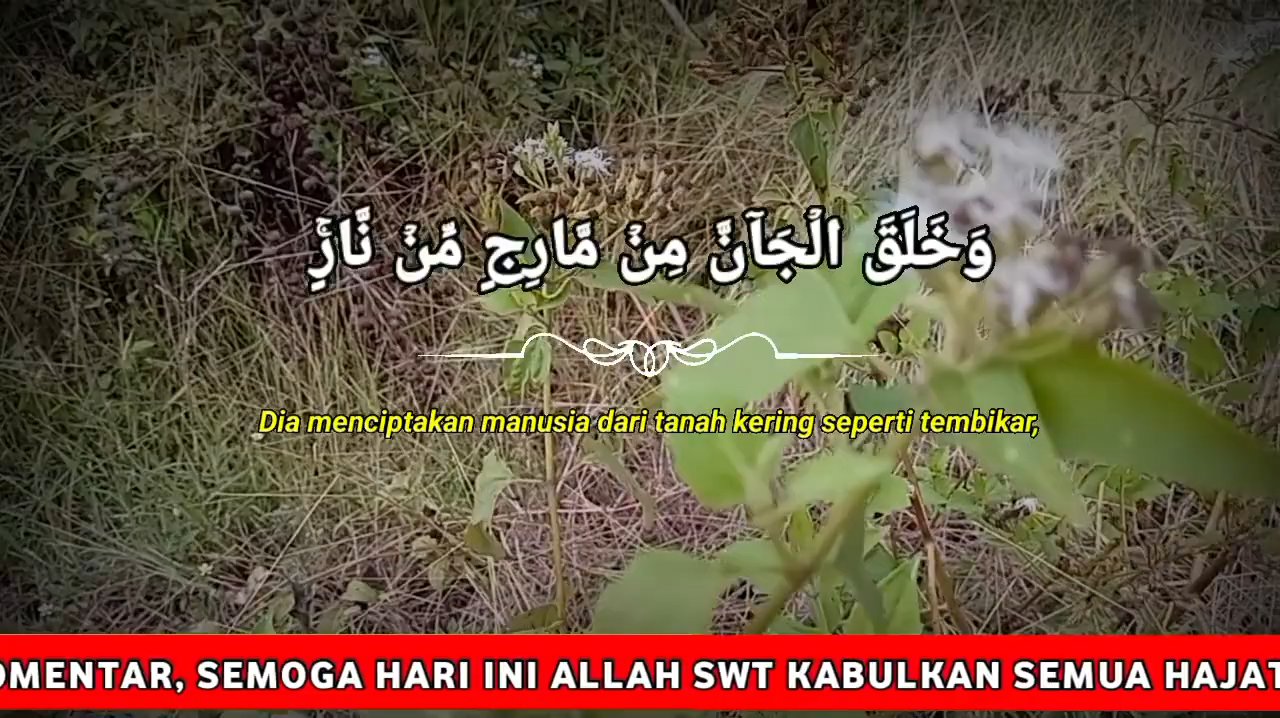 وَخَلَقَ الْجَآنَّ مِنْ مَّارِجٍ مِّنْ نَّارٍۚ
Dia menciptakan manusia dari tanah kering seperti tembikar,
OMENTAR, SEMOGA HARI INI ALLAH SWT KABULKAN SEMUA HAJAT